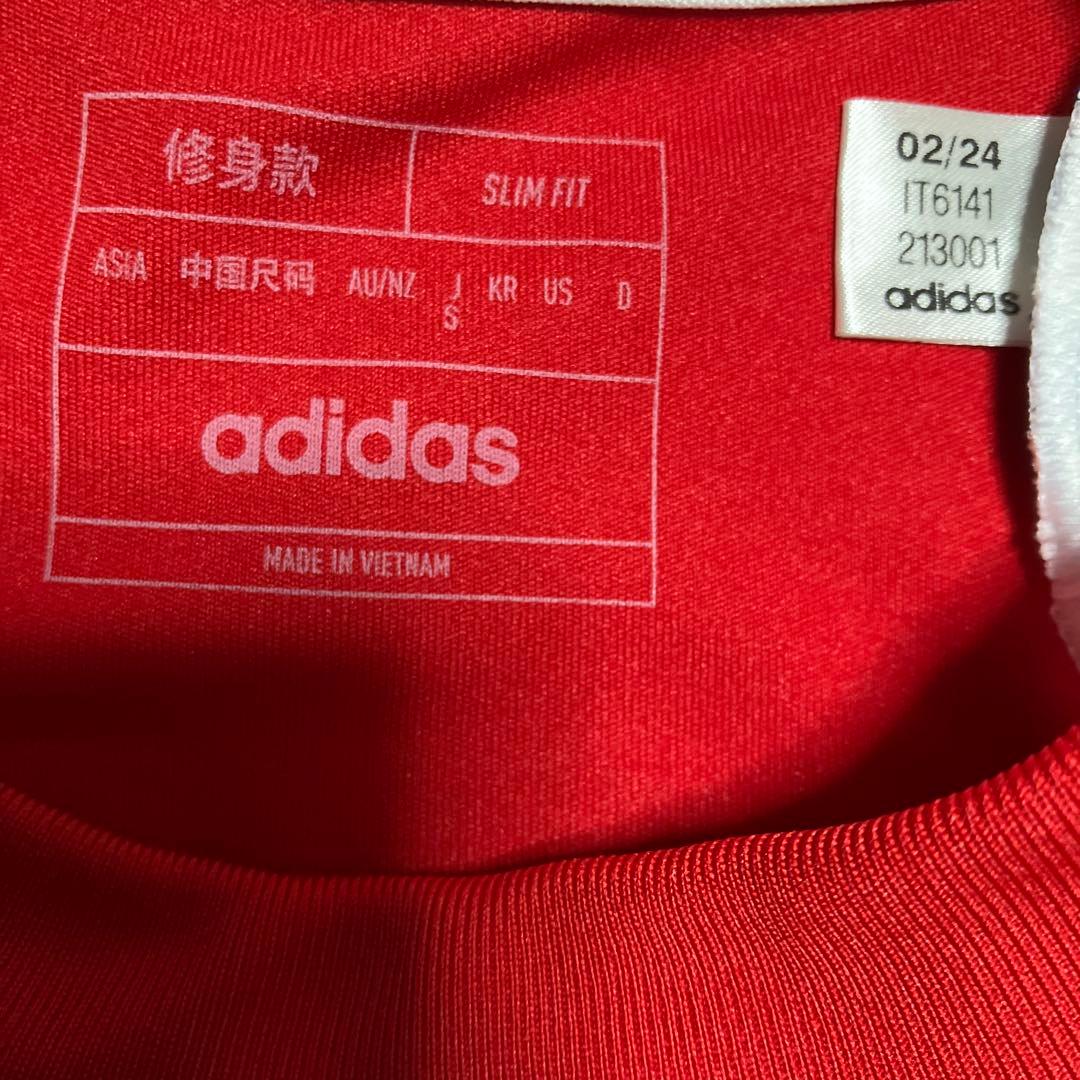 修身款 SLIM FIT
ASIA 中国尺码 AU/NZ J KR US D
S
adidas
MADE IN VIETNAM
02/24
IT6141
213001
adidas